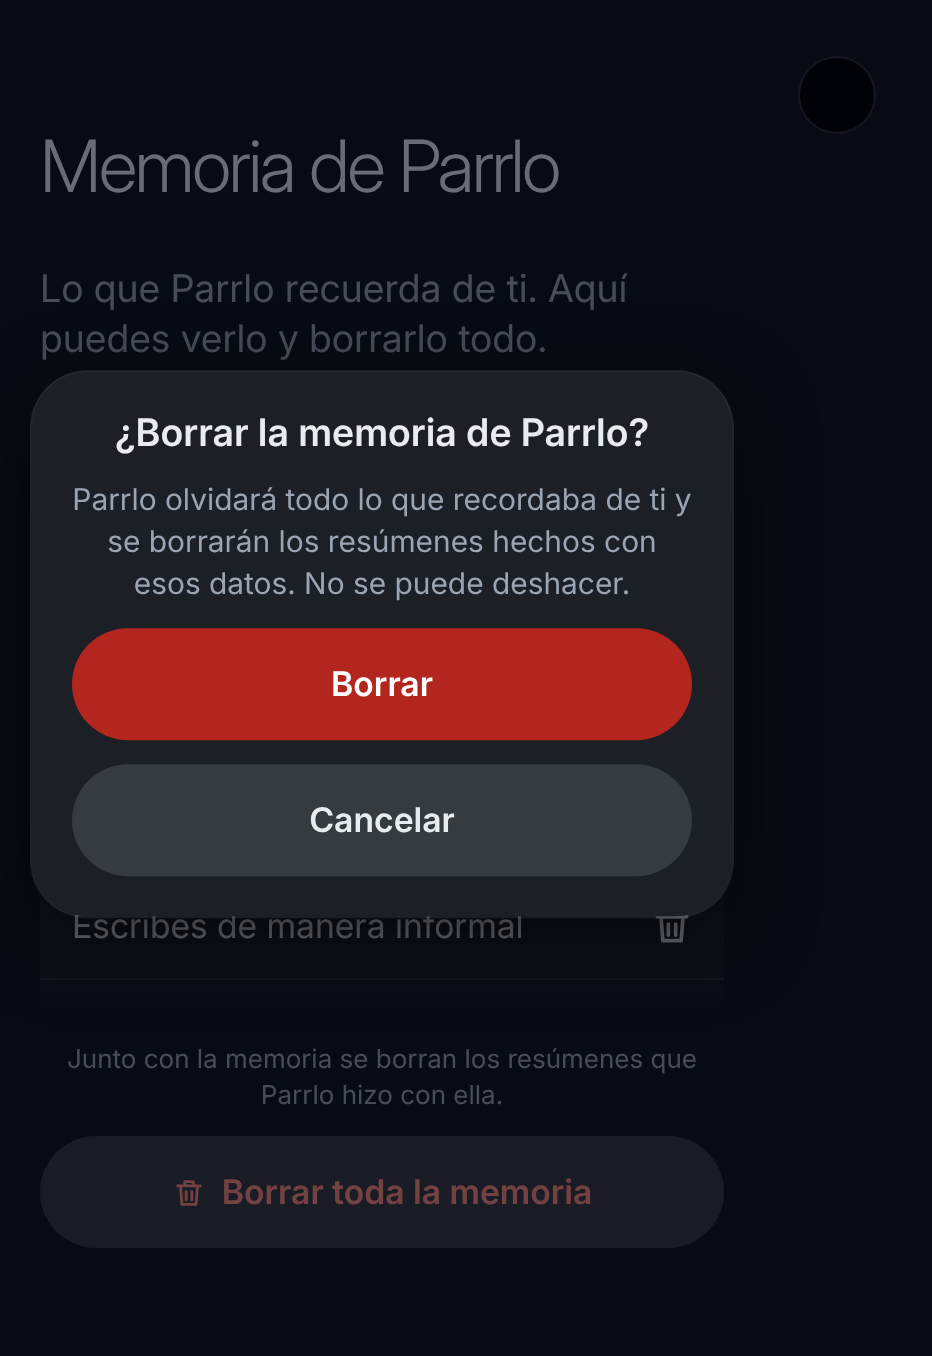 Memoria de Parrlo
Lo que Parrlo recuerda de ti. Aquí
puedes verlo y borrarlo todo.
¿Borrar la memoria de Parrlo?
Parrlo olvidará todo lo que recordaba de ti y
se borrarán los resúmenes hechos con
esos datos. No se puede deshacer.
Borrar
Cancelar
Escribes de manera informal
Junto con la memoria se borran los resúmenes que
Parrlo hizo con ella.
Borrar toda la memoria